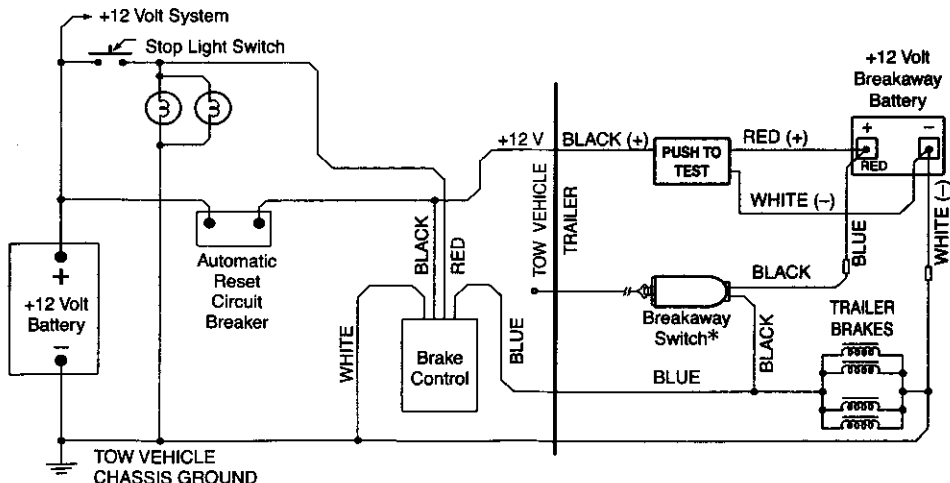 +12 Volt System
Stop Light Switch
+12 Volt
Breakaway
Battery
+12 V
BLACK (+)
PUSH TO
TEST
RED (+)
+
−
RED
WHITE (−)
WHITE (−)
BLUE
TOW VEHICLE
TRAILER
BLACK
RED
Automatic
Reset
Circuit
Breaker
+
+12 Volt
Battery
−
BLACK
Breakaway
Switch*
BLACK
TRAILER
BRAKES
WHITE
Brake
Control
BLUE
BLUE
TOW VEHICLE
CHASSIS GROUND